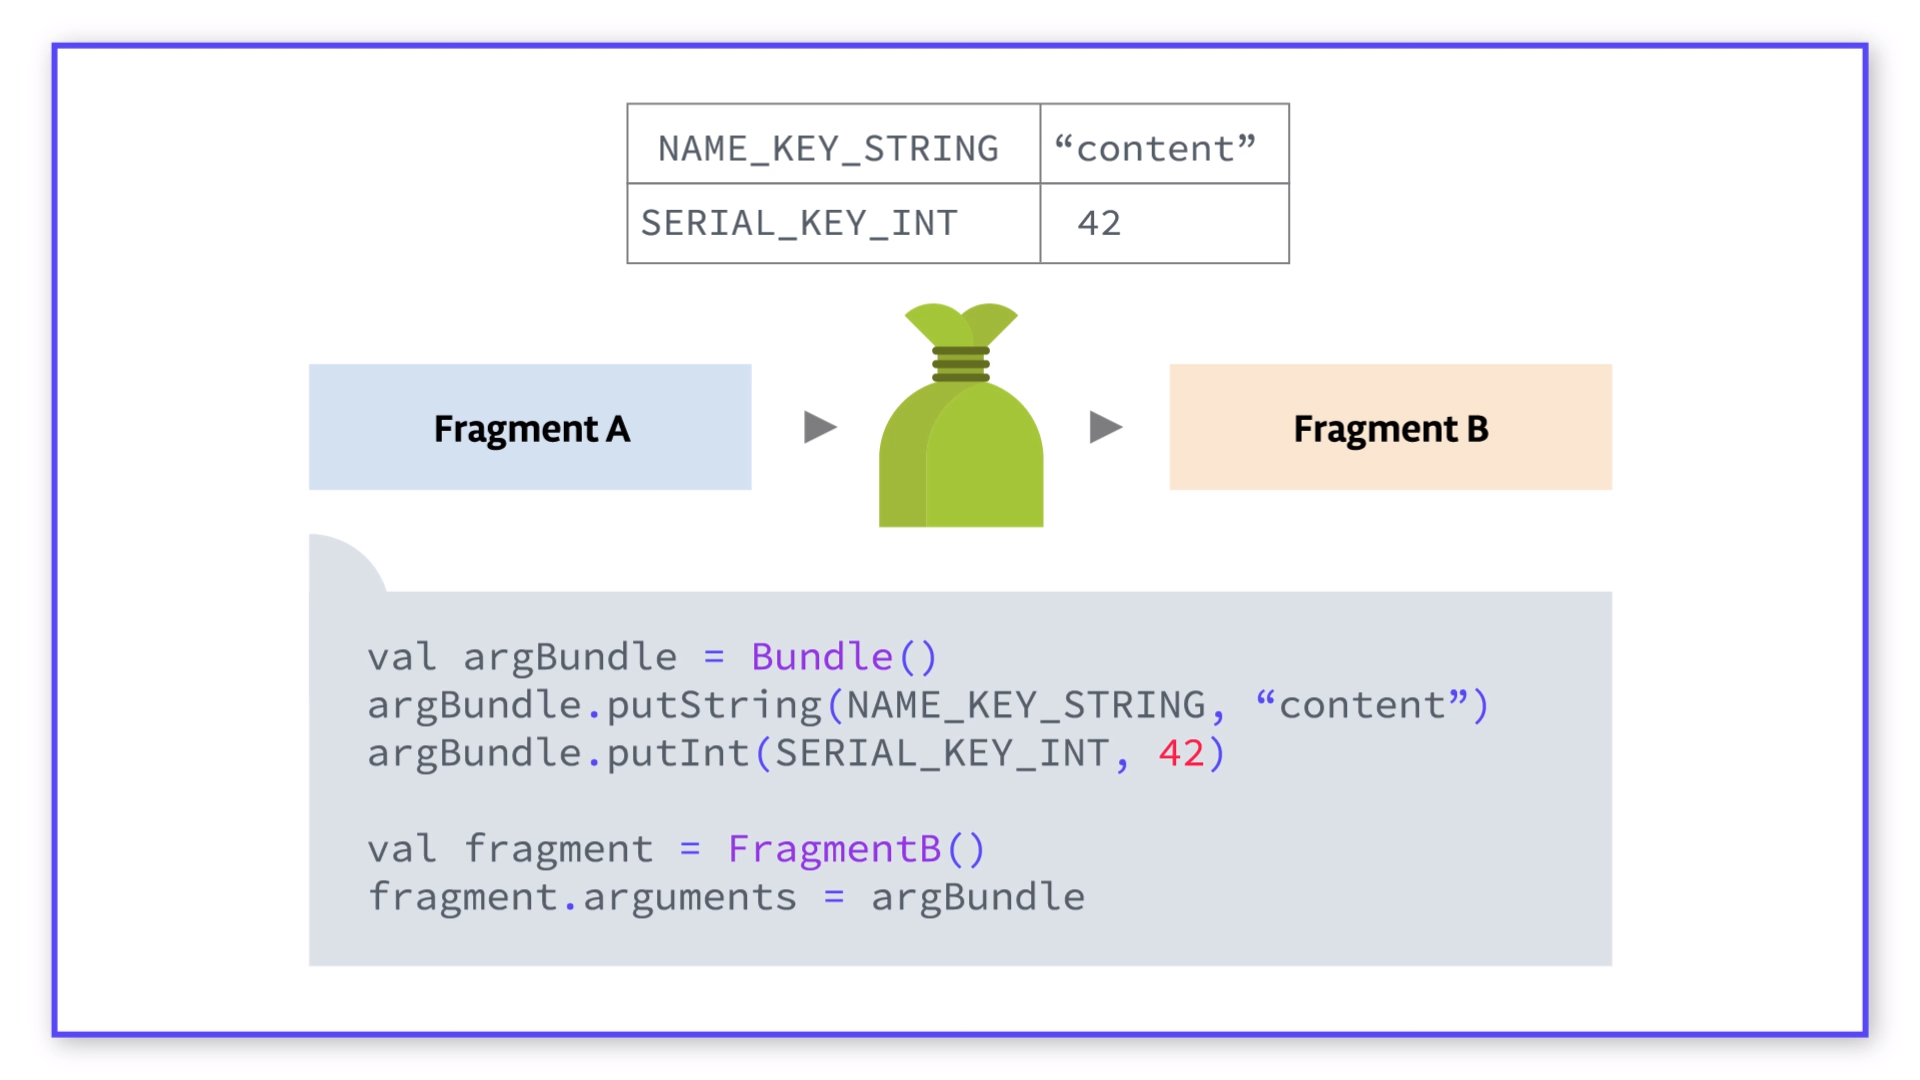 NAME_KEY_STRING “content”
SERIAL_KEY_INT 42
Fragment A
Fragment B
val argBundle = Bundle()
argBundle.putString(NAME_KEY_STRING, “content”)
argBundle.putInt(SERIAL_KEY_INT, 42)
val fragment = FragmentB()
fragment.arguments = argBundle